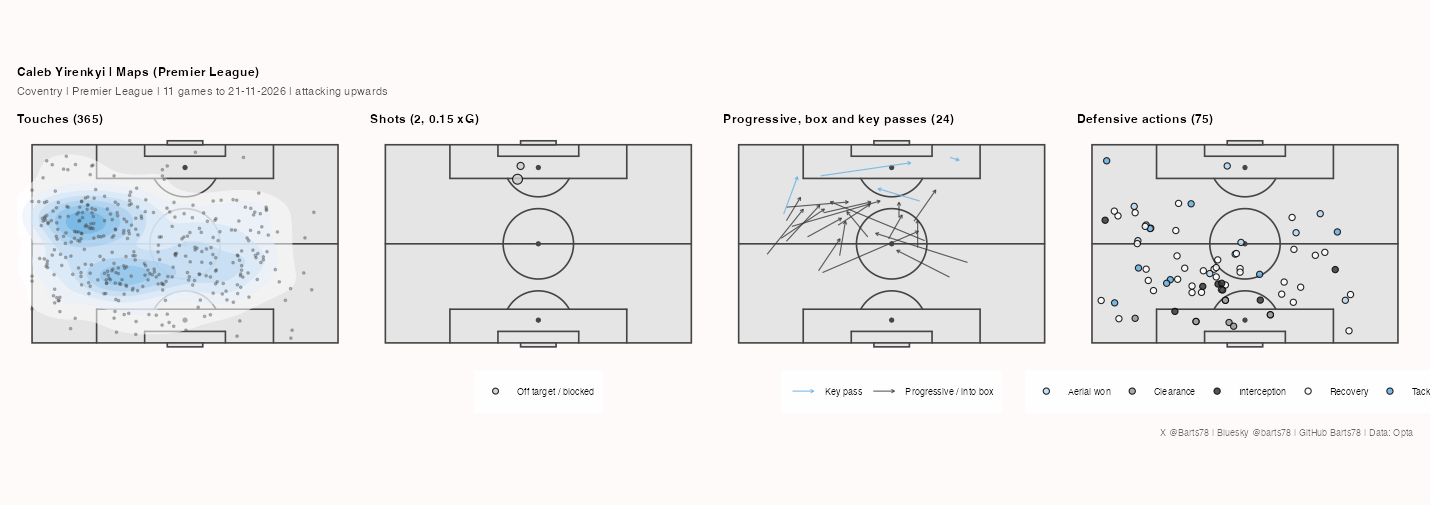 Caleb Yirenkyi | Maps (Premier League)
Coventry | Premier League | 11 games to 21-11-2026 | attacking upwards
Touches (365)
Shots (2, 0.15 xG)
Progressive, box and key passes (24)
Defensive actions (75)
Off target / blocked
Key pass
Progressive / into box
Aerial won
Clearance
Interception
Recovery
Tack
X @Barts78 | Bluesky @barts78 | GitHub Barts78 | Data: Opta